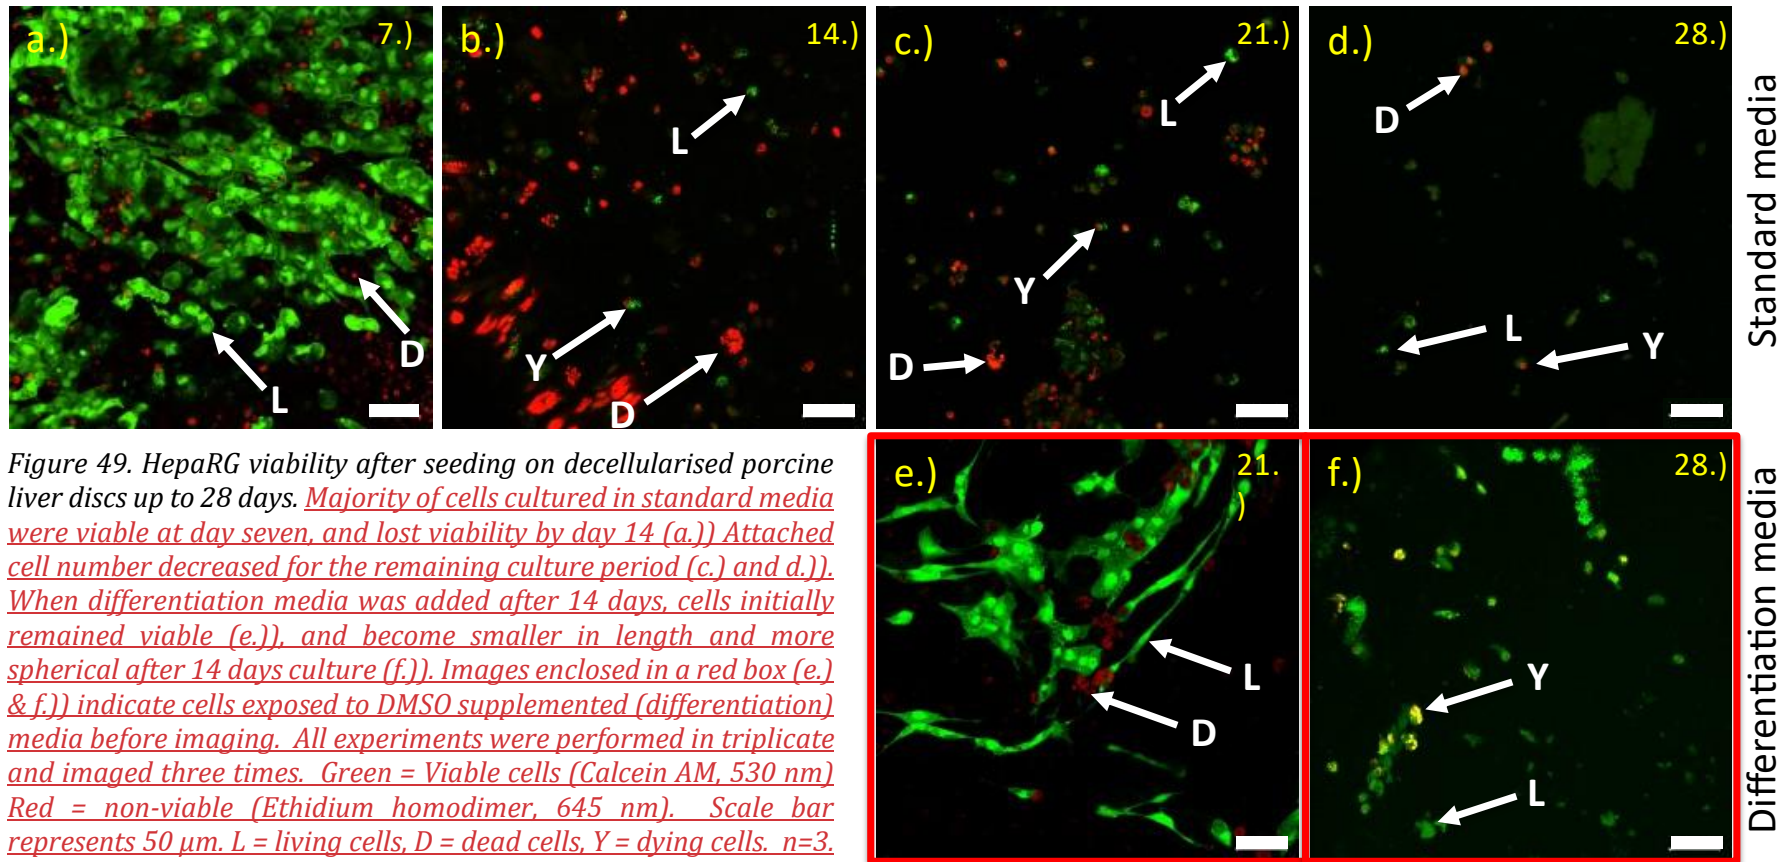 a.)
7.)
L
D
b.)
14.)
L
Y
D
c.)
21.)
L
Y
D
d.)
28.)
D
L
Y
Standard media
Figure 49. HepaRG viability after seeding on decellularised porcine
liver discs up to 28 days. Majority of cells cultured in standard media
were viable at day seven, and lost viability by day 14 (a.)) Attached
cell number decreased for the remaining culture period (c.) and d.)).
When differentiation media was added after 14 days, cells initially
remained viable (e.)), and become smaller in length and more
spherical after 14 days culture (f.)). Images enclosed in a red box (e.)
& f.)) indicate cells exposed to DMSO supplemented (differentiation)
media before imaging. All experiments were performed in triplicate
and imaged three times. Green = Viable cells (Calcein AM, 530 nm)
Red = non-viable (Ethidium homodimer, 645 nm). Scale bar
represents 50 µm. L = living cells, D = dead cells, Y = dying cells. n=3.
e.)
21.
)
L
D
f.)
28.)
Y
L
Differentiation media